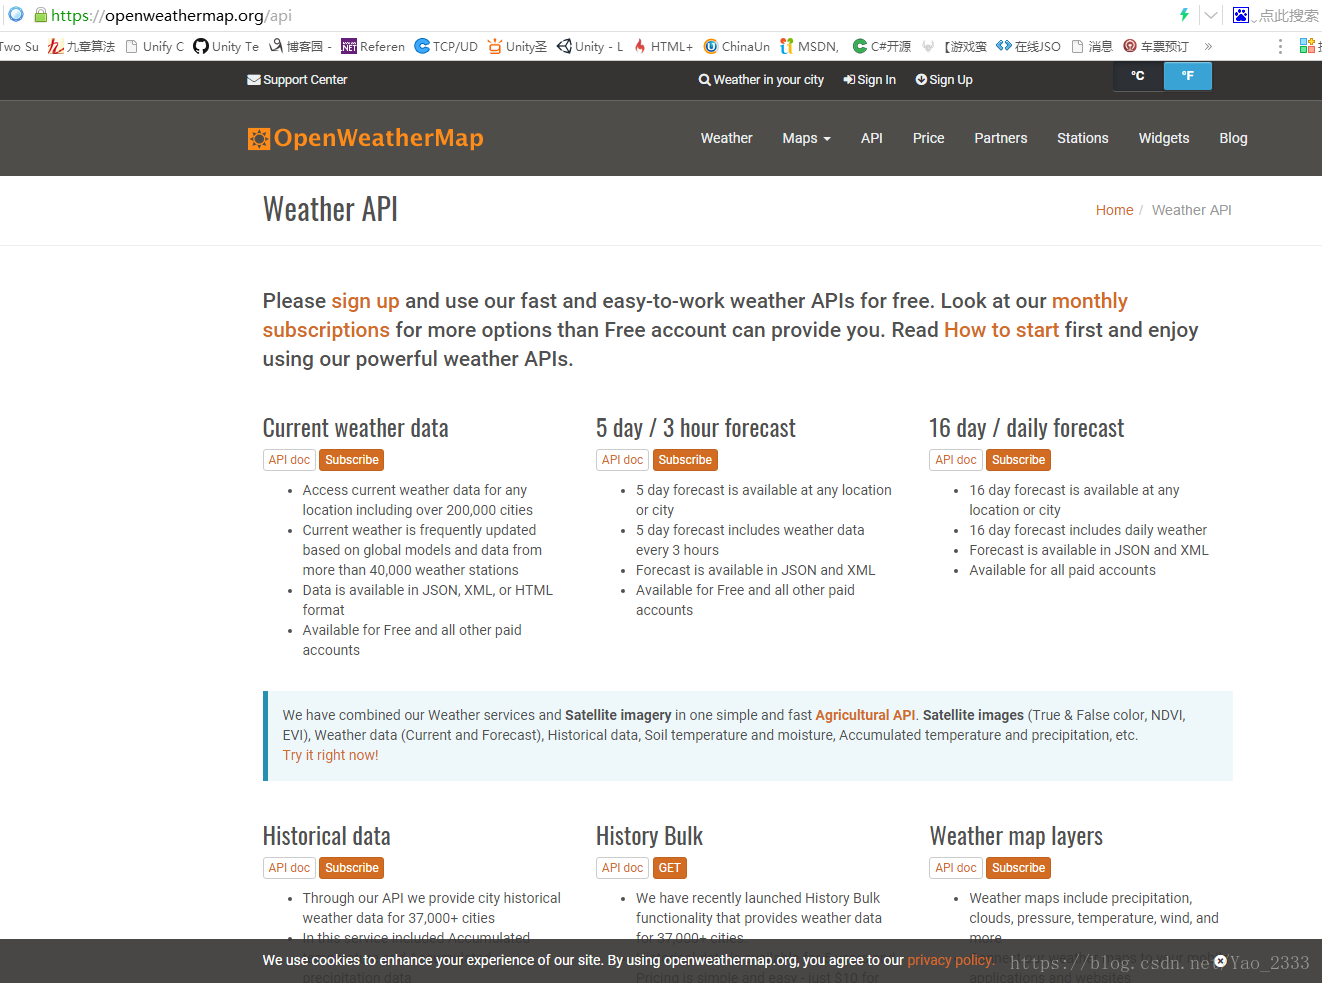 https://openweathermap.org/api
点此搜索
Two Su 九章算法 Unify C Unity Te 博客园 - Referen TCP/UD Unity圣 Unity - L HTML+ ChinaUn MSDN, C#开源 【游戏蛮 在线JSO 消息 车票预订 »
Support Center
Weather in your city Sign In Sign Up
°C °F
OpenWeatherMap
Weather Maps API Price Partners Stations Widgets Blog
Weather API
Home / Weather API
Please sign up and use our fast and easy-to-work weather APIs for free. Look at our monthly
subscriptions for more options than Free account can provide you. Read How to start first and enjoy
using our powerful weather APIs.
Current weather data
API doc Subscribe
• Access current weather data for any
location including over 200,000 cities
• Current weather is frequently updated
based on global models and data from
more than 40,000 weather stations
• Data is available in JSON, XML, or HTML
format
• Available for Free and all other paid
accounts
5 day / 3 hour forecast
API doc Subscribe
• 5 day forecast is available at any location
or city
• 5 day forecast includes weather data
every 3 hours
• Forecast is available in JSON and XML
• Available for Free and all other paid
accounts
16 day / daily forecast
API doc Subscribe
• 16 day forecast is available at any
location or city
• 16 day forecast includes daily weather
• Forecast is available in JSON and XML
• Available for all paid accounts
We have combined our Weather services and Satellite imagery in one simple and fast Agricultural API. Satellite images (True & False color, NDVI,
EVI), Weather data (Current and Forecast), Historical data, Soil temperature and moisture, Accumulated temperature and precipitation, etc.
Try it right now!
Historical data
API doc Subscribe
• Through our API we provide city historical
weather data for 37,000+ cities
• In this service included Accumulated
precipitation data
History Bulk
API doc GET
• We have recently launched History Bulk
functionality that provides weather data
for 37,000+ cities
Pricing is simple and easy - just $10 for
Weather map layers
API doc Subscribe
• Weather maps include precipitation,
clouds, pressure, temperature, wind, and
more
applications and websites
We use cookies to enhance your experience of our site. By using openweathermap.org, you agree to our privacy policy.
https://blog.csdn.net/Yao_2333